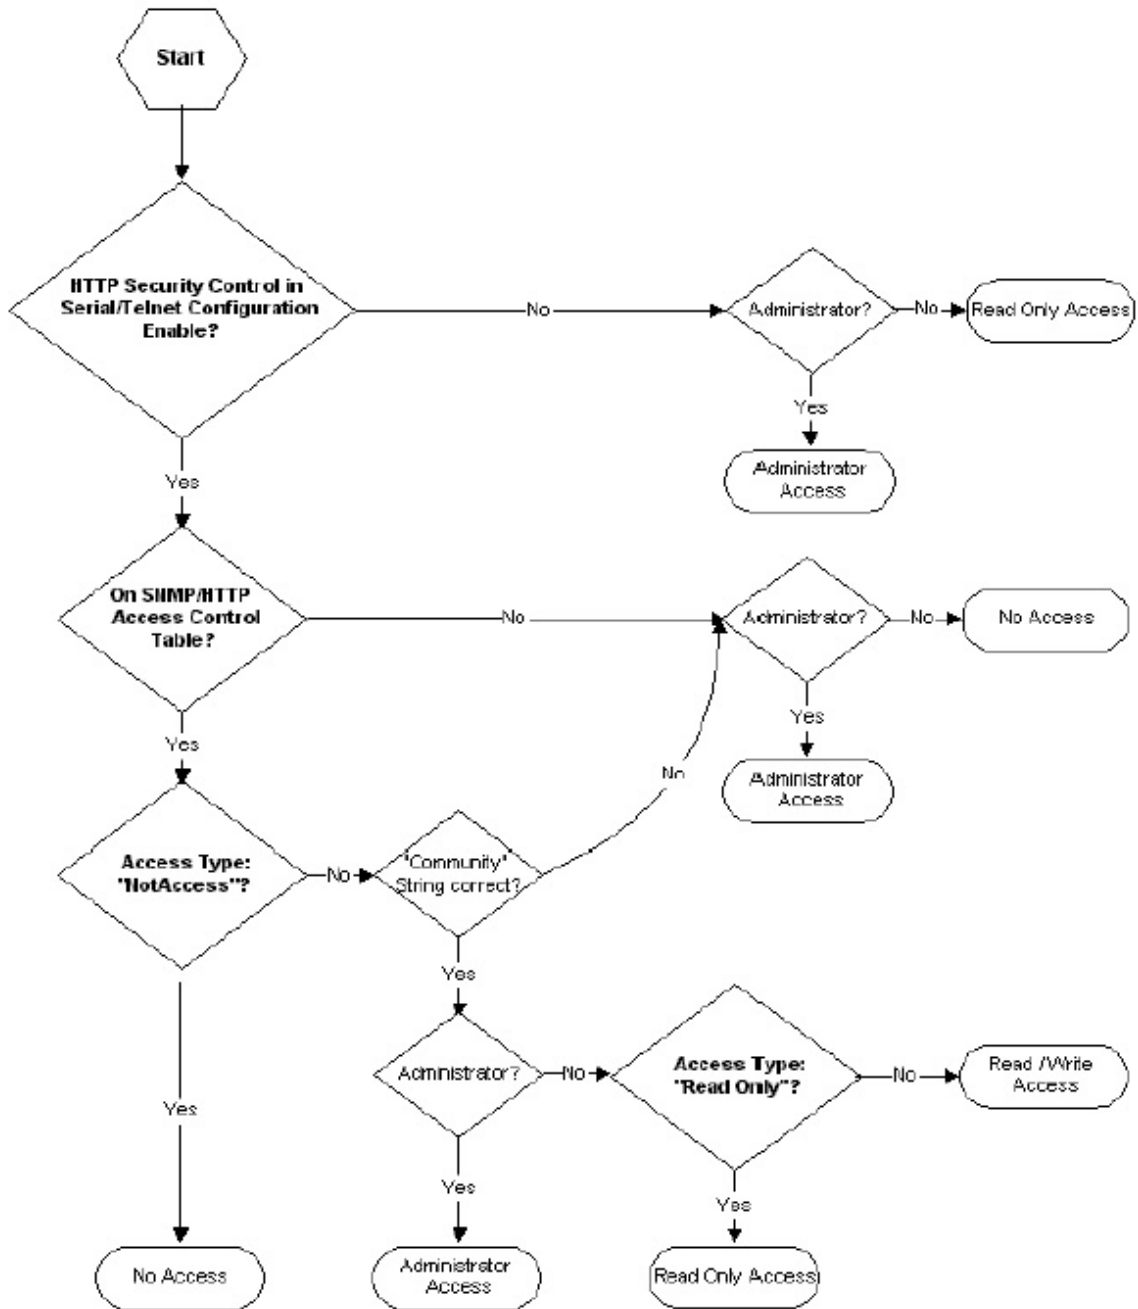 Start
HTTP Security Control in
Serial/Telnet Configuration
Enable?
No
Administrator?
No
Read Only Access
Yes
Administrator
Access
Yes
On SNMP/HTTP
Access Control
Table?
No
Administrator?
No
No Access
Yes
Administrator
Access
Yes
Access Type:
"NotAccess"?
No
"Community"
String correct?
No
Yes
Administrator?
No
Access Type:
"Read Only"?
No
Read /Write
Access
Yes
Yes
Yes
No Access
Administrator
Access
Read Only Access